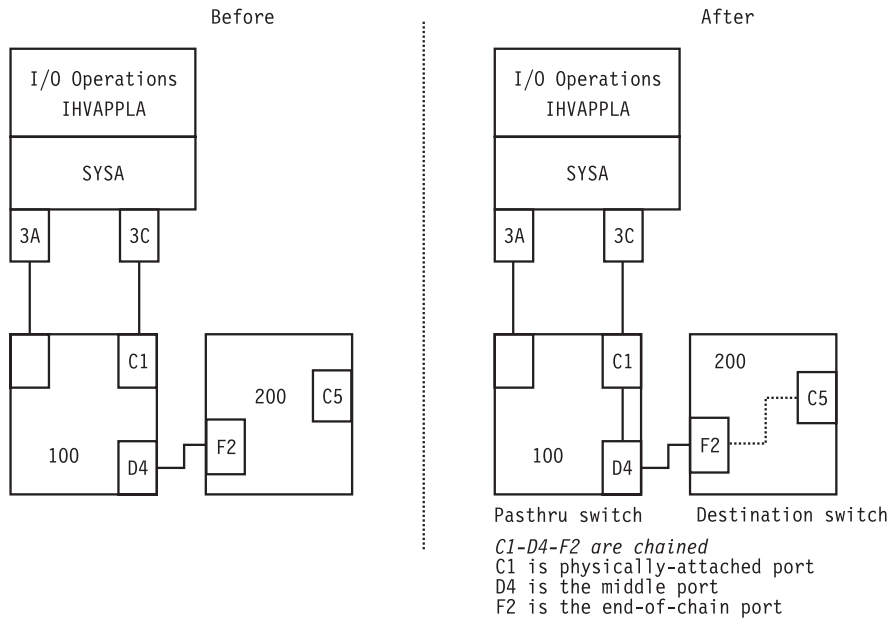 Before
I/O Operations
IHVAPPLA
SYSA
3A
3C
C1
200
C5
F2
100
D4
After
I/O Operations
IHVAPPLA
SYSA
3A
3C
C1
200
C5
F2
100
D4
Pasthru switch
Destination switch
C1-D4-F2 are chained
C1 is physically-attached port
D4 is the middle port
F2 is the end-of-chain port